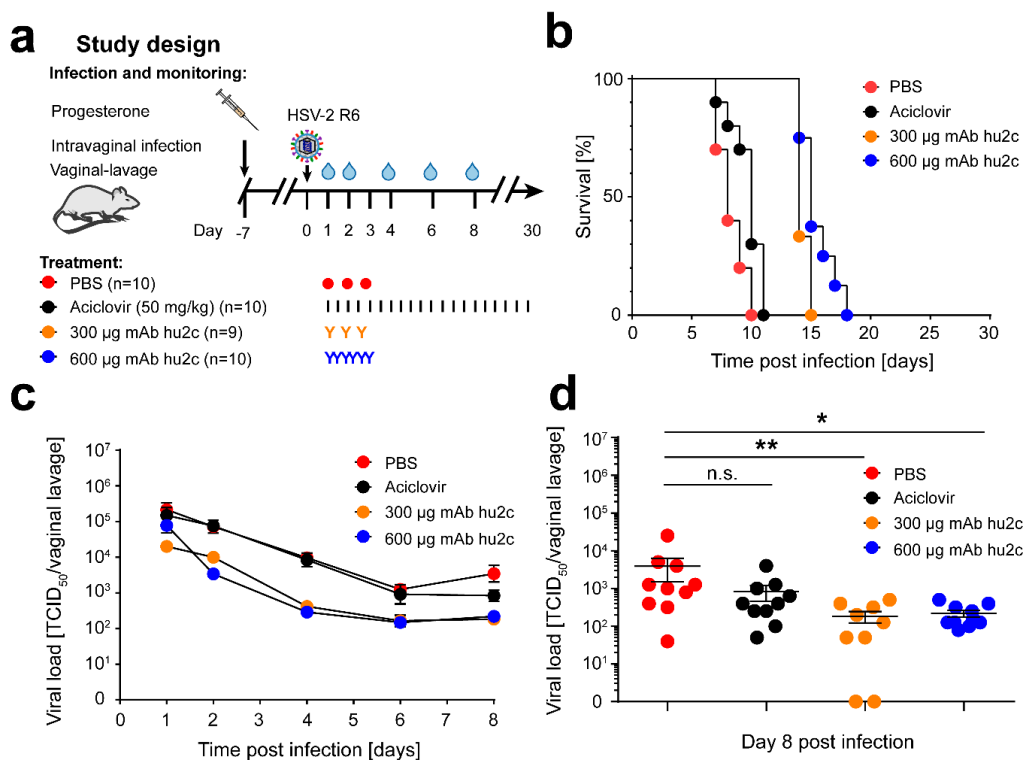 a
Study design
Infection and monitoring:
Progesterone
Intravaginal infection
Vaginal-lavage
HSV-2 R6
Day -7 0 1 2 3 4 6 8 30
Treatment:
PBS (n=10)
Aciclovir (50 mg/kg) (n=10)
300 µg mAb hu2c (n=9)
600 µg mAb hu2c (n=10)
b
Survival [%]
100
50
0
0 5 10 15 20 25 30
Time post infection [days]
PBS
Aciclovir
300 µg mAb hu2c
600 µg mAb hu2c
c
Viral load [TCID50/vaginal lavage]
10^7
10^6
10^5
10^4
10^3
10^2
10^1
0
0 1 2 3 4 5 6 7 8
Time post infection [days]
PBS
Aciclovir
300 µg mAb hu2c
600 µg mAb hu2c
d
Viral load [TCID50/vaginal lavage]
10^7
10^6
10^5
10^4
10^3
10^2
10^1
0
*
**
n.s.
PBS
Aciclovir
300 µg mAb hu2c
600 µg mAb hu2c
Day 8 post infection